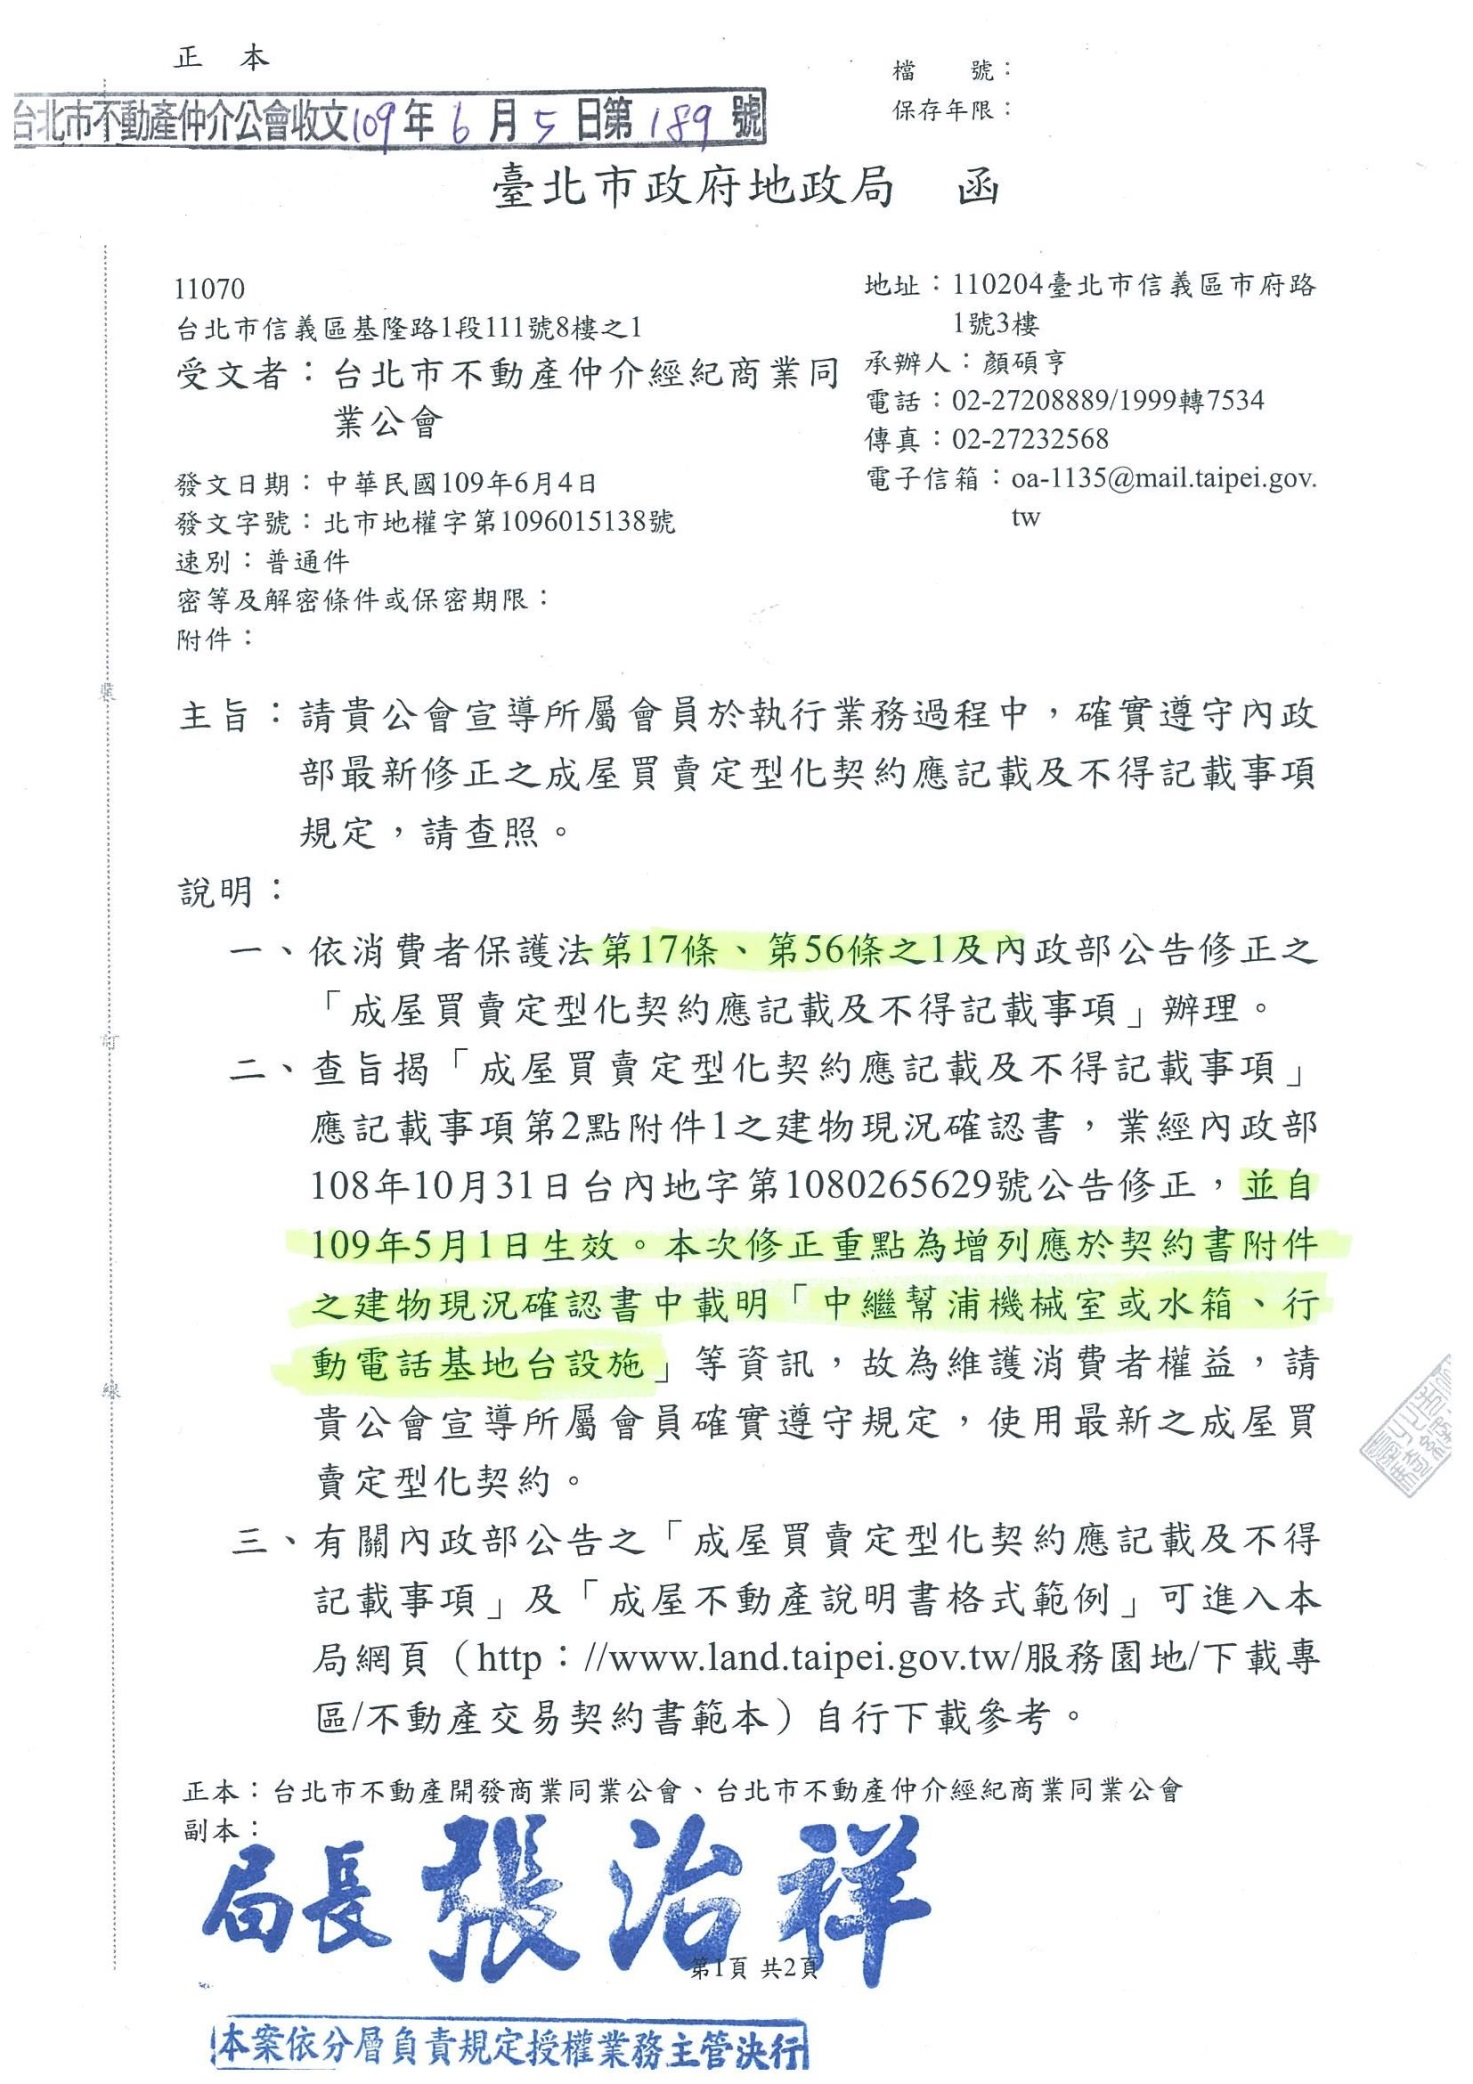 正 本
檔 號：
保存年限：
台北市不動產仲介公會收文109年6月5日第189號
臺北市政府地政局 函
11070
台北市信義區基隆路1段111號8樓之1
受文者：台北市不動產仲介經紀商業同
業公會
地址：110204臺北市信義區市府路
1號3樓
承辦人：顏碩亨
電話：02-27208889/1999轉7534
傳真：02-27232568
電子信箱：oa-1135@mail.taipei.gov.
tw
發文日期：中華民國109年6月4日
發文字號：北市地權字第1096015138號
速別：普通件
密等及解密條件或保密期限：
附件：
主旨：請貴公會宣導所屬會員於執行業務過程中，確實遵守內政
部最新修正之成屋買賣定型化契約應記載及不得記載事項
規定，請查照。
說明：
一、依消費者保護法第17條、第56條之1及內政部公告修正之
「成屋買賣定型化契約應記載及不得記載事項」辦理。
二、查旨揭「成屋買賣定型化契約應記載及不得記載事項」
應記載事項第2點附件1之建物現況確認書，業經內政部
108年10月31日台內地字第1080265629號公告修正，並自
109年5月1日生效。本次修正重點為增列應於契約書附件
之建物現況確認書中載明「中繼幫浦機械室或水箱、行
動電話基地台設施」等資訊，故為維護消費者權益，請
貴公會宣導所屬會員確實遵守規定，使用最新之成屋買
賣定型化契約。
三、有關內政部公告之「成屋買賣定型化契約應記載及不得
記載事項」及「成屋不動產說明書格式範例」可進入本
局網頁（http：//www.land.taipei.gov.tw/服務園地/下載專
區/不動產交易契約書範本）自行下載參考。
裝
訂
線
正本：台北市不動產開發商業同業公會、台北市不動產仲介經紀商業同業公會
副本：
局長 張治祥
第1頁 共2頁
本案依分層負責規定授權業務主管決行